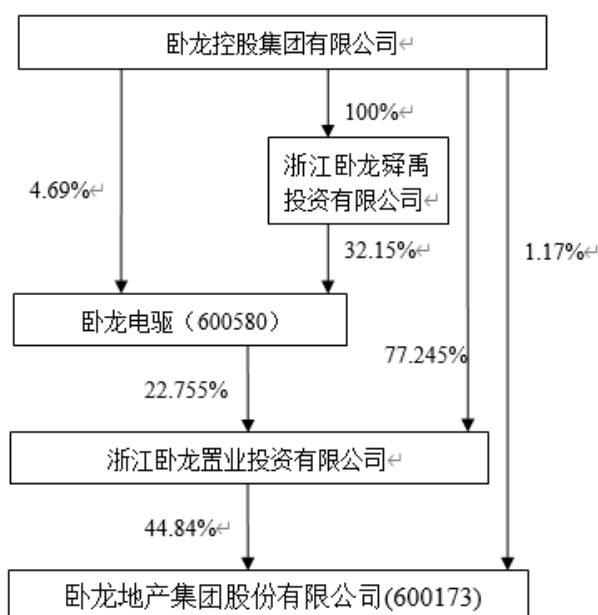 卧龙控股集团有限公司↵
100%↵
浙江卧龙舜禹
投资有限公司↵
4.69%↵
32.15%↵
1.17%↵
卧龙电驱（600580）
77.245%
22.755%
浙江卧龙置业投资有限公司↵
44.84%↵
卧龙地产集团股份有限公司(600173)